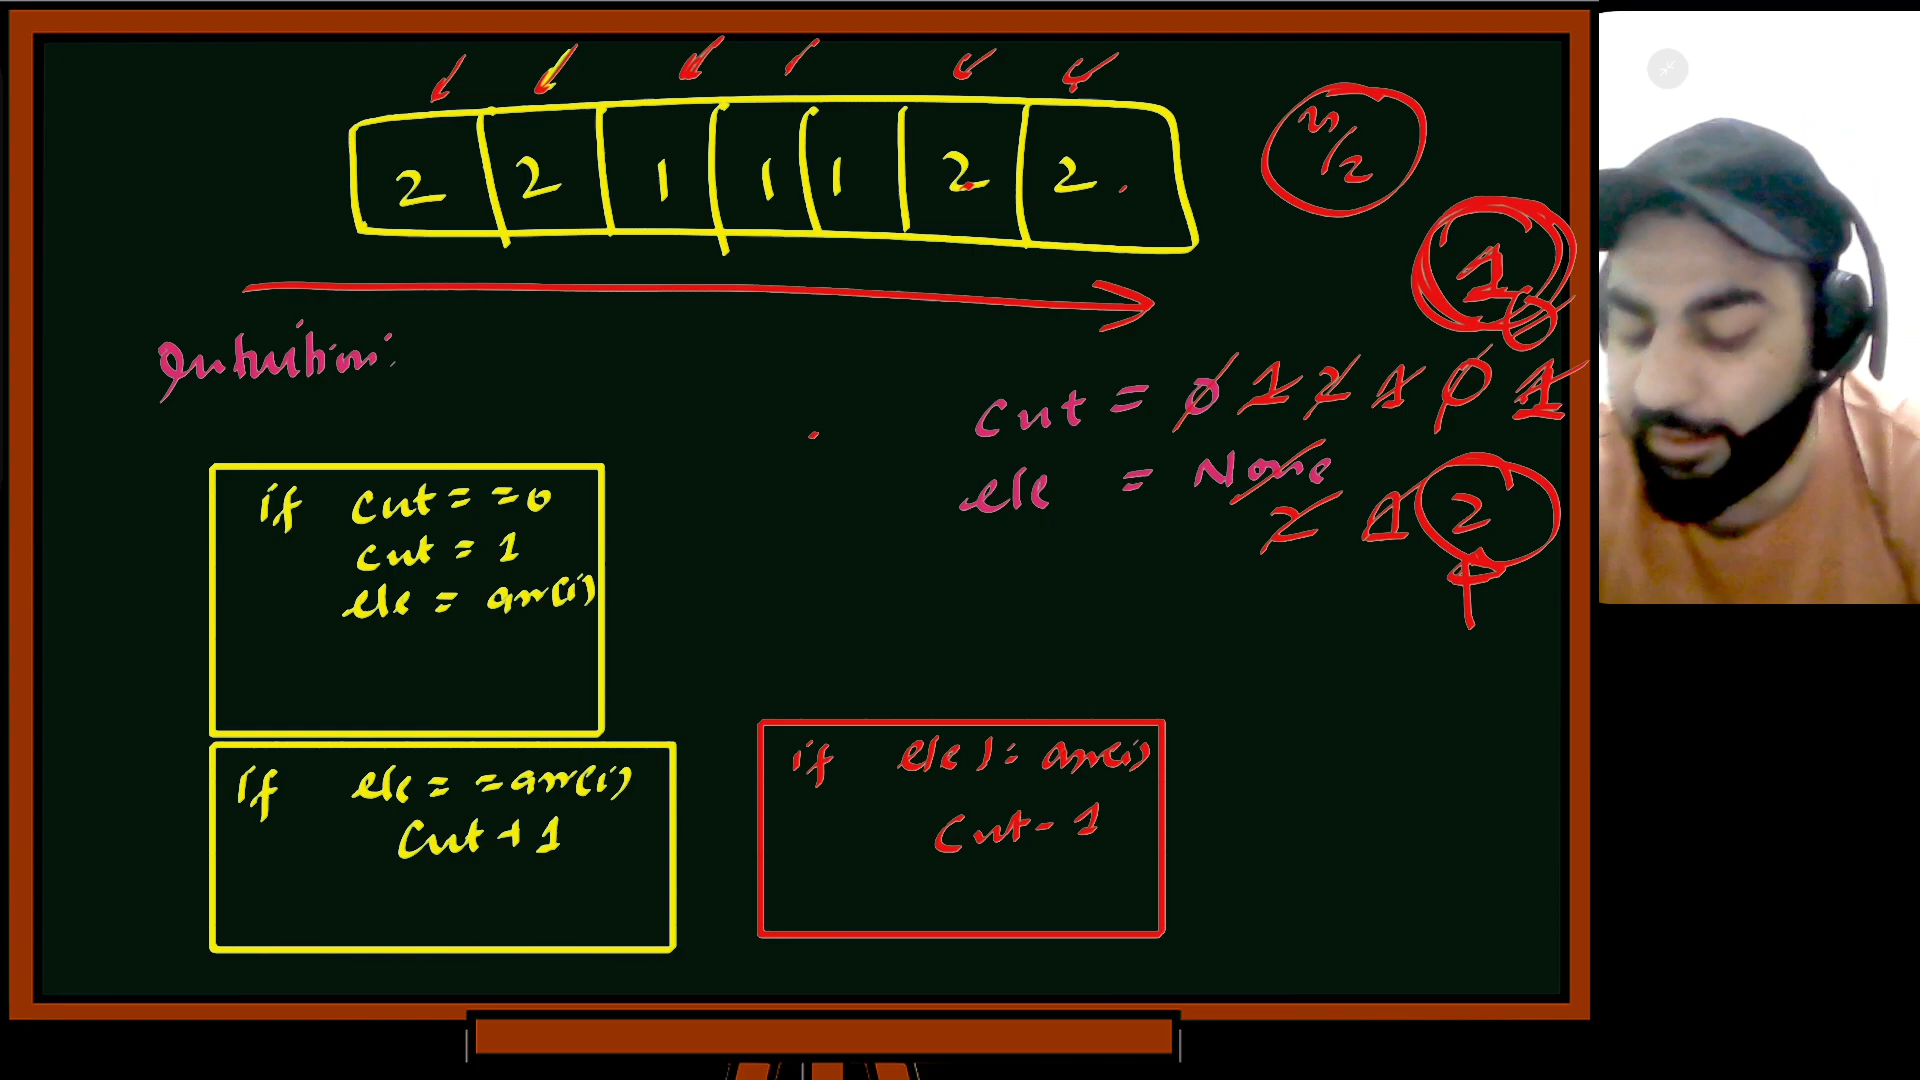 2 2 1 1 1 2 2 .
n/2
1
Intuition:
cnt = 0 1 2 1 0 1
ele = None
2 1 2
if cnt = = 0
cnt = 1
ele = arr(i)
if ele = = arr(i)
Cnt + 1
if ele != arr(i)
Cnt - 1